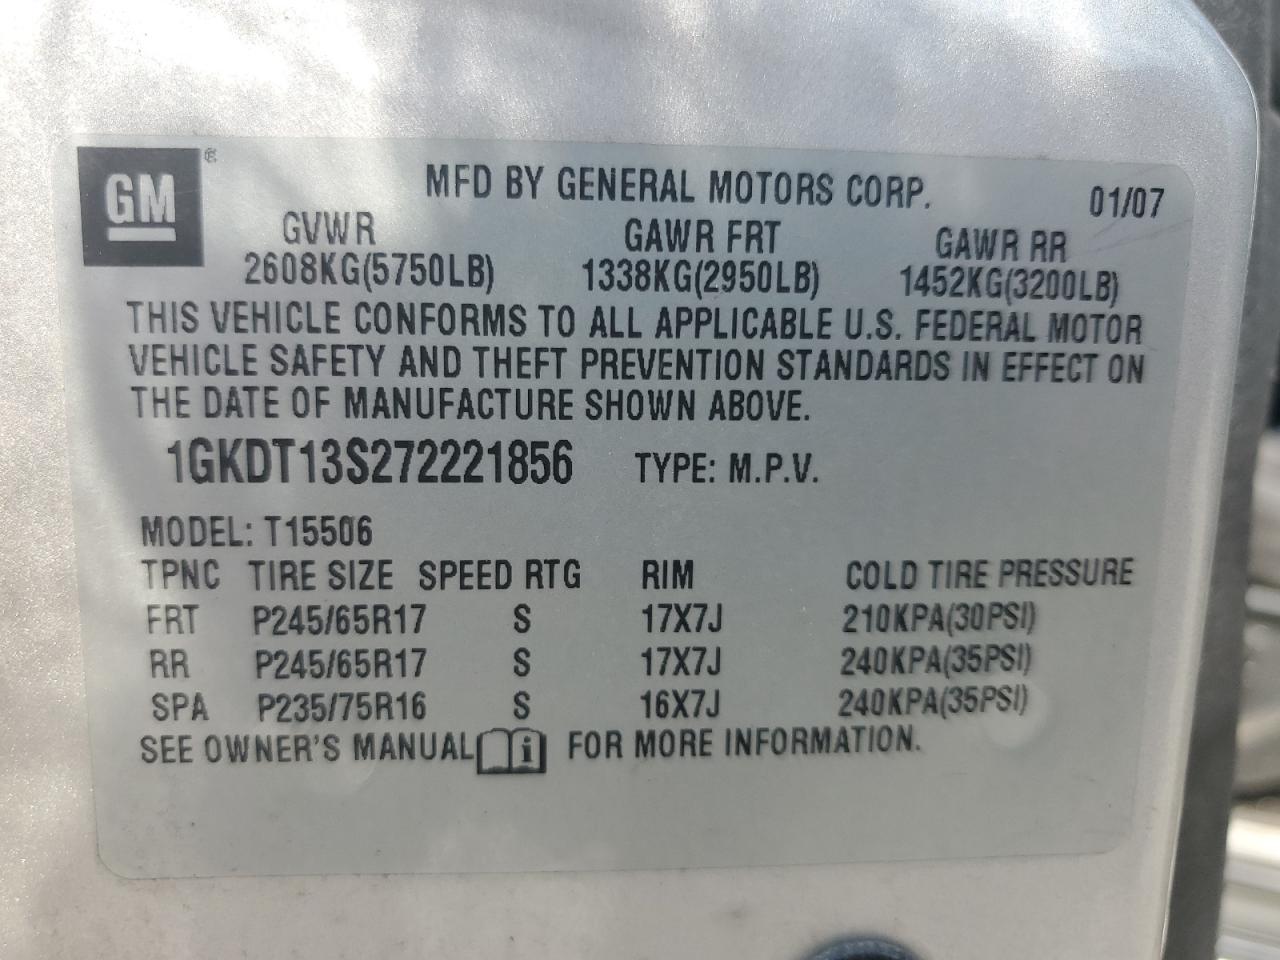 GM ®
MFD BY GENERAL MOTORS CORP. 01/07
GVWR GAWR FRT GAWR RR
2608KG(5750LB) 1338KG(2950LB) 1452KG(3200LB)
THIS VEHICLE CONFORMS TO ALL APPLICABLE U.S. FEDERAL MOTOR
VEHICLE SAFETY AND THEFT PREVENTION STANDARDS IN EFFECT ON
THE DATE OF MANUFACTURE SHOWN ABOVE.
1GKDT13S272221856 TYPE: M.P.V.
MODEL: T15506
TPNC TIRE SIZE SPEED RTG RIM COLD TIRE PRESSURE
FRT P245/65R17 S 17X7J 210KPA(30PSI)
RR P245/65R17 S 17X7J 240KPA(35PSI)
SPA P235/75R16 S 16X7J 240KPA(35PSI)
SEE OWNER'S MANUAL i FOR MORE INFORMATION.